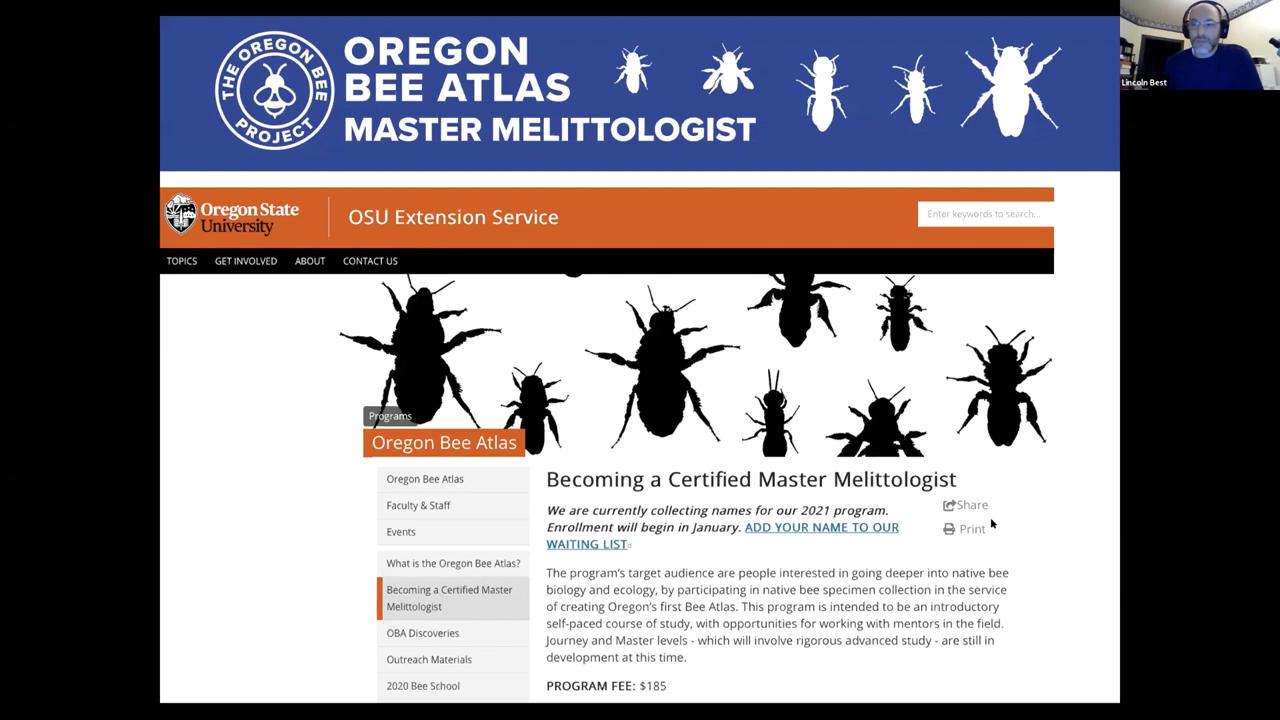 THE OREGON BEE PROJECT
OREGON
BEE ATLAS
MASTER MELITTOLOGIST
Lincoln Best
Oregon State
University
OSU Extension Service
Enter keywords to search...
TOPICS GET INVOLVED ABOUT CONTACT US
Programs
Oregon Bee Atlas
Oregon Bee Atlas
Faculty & Staff
Events
What is the Oregon Bee Atlas?
Becoming a Certified Master
Melittologist
OBA Discoveries
Outreach Materials
2020 Bee School
Becoming a Certified Master Melittologist
Share
Print
We are currently collecting names for our 2021 program.
Enrollment will begin in January. ADD YOUR NAME TO OUR
WAITING LIST
The program's target audience are people interested in going deeper into native bee
biology and ecology, by participating in native bee specimen collection in the service
of creating Oregon's first Bee Atlas. This program is intended to be an introductory
self-paced course of study, with opportunities for working with mentors in the field.
Journey and Master levels - which will involve rigorous advanced study - are still in
development at this time.
PROGRAM FEE: $185